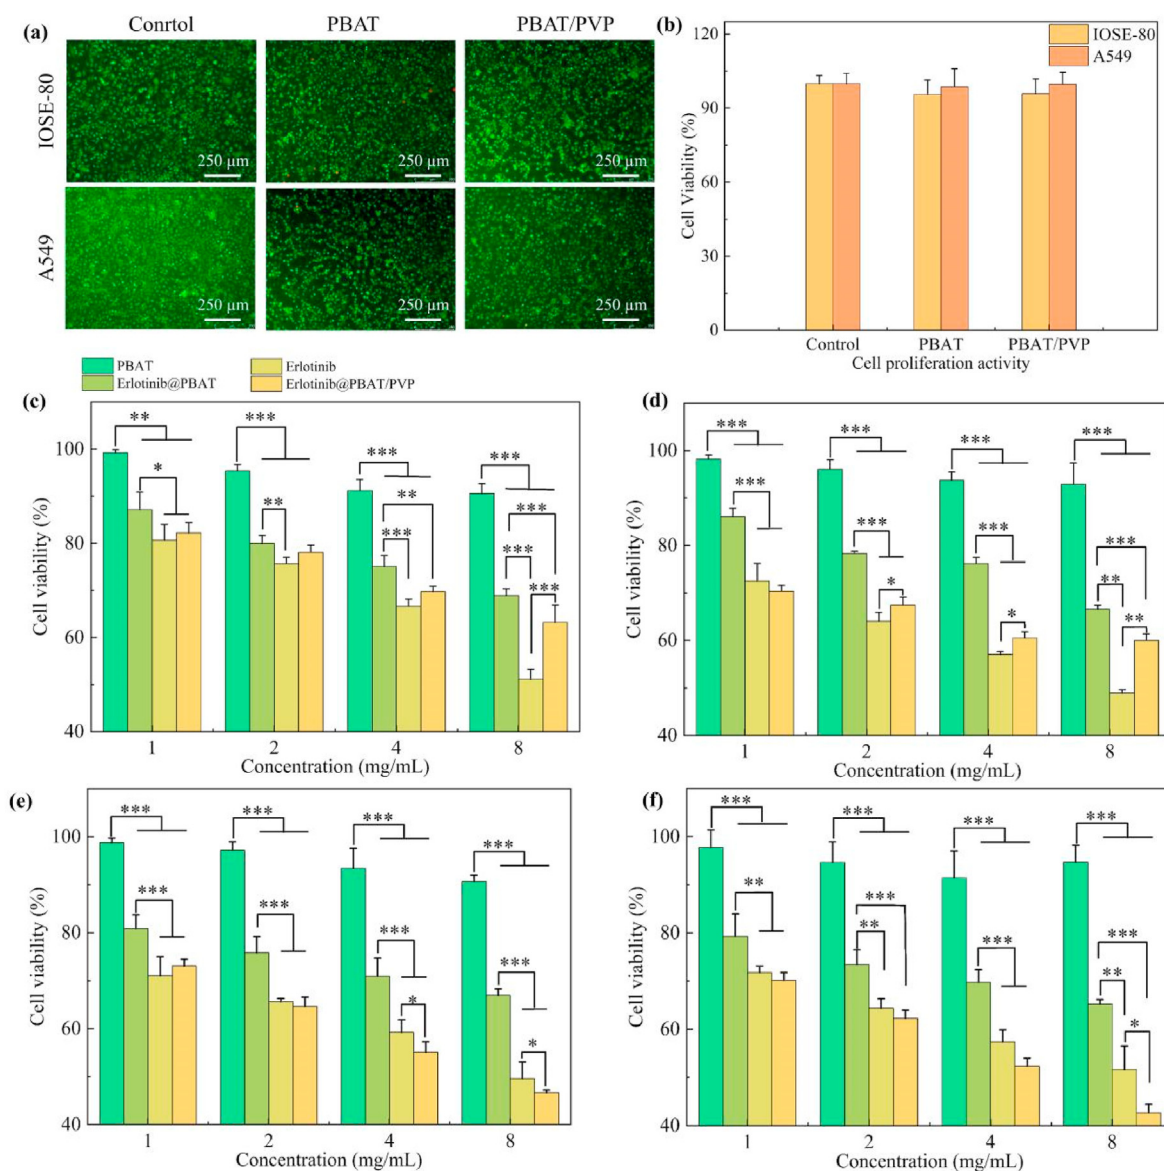 (a)
Conrtol PBAT PBAT/PVP
IOSE-80
250 µm 250 µm 250 µm
A549
250 µm 250 µm 250 µm
(b)
IOSE-80
A549
Cell Viability (%)
120
90
60
30
0
Control PBAT PBAT/PVP
Cell proliferation activity
PBAT Erlotinib
Erlotinib@PBAT Erlotinib@PBAT/PVP
(c)
Cell viability (%)
100
80
60
40
** *** *** ***
* ** *** ** *** *** ***
1 2 4 8
Concentration (mg/mL)
(d)
Cell viability (%)
100
80
60
40
*** *** *** ***
*** *** * *** * *** ** **
1 2 4 8
Concentration (mg/mL)
(e)
Cell viability (%)
100
80
60
40
*** *** *** ***
*** *** *** * *** *
1 2 4 8
Concentration (mg/mL)
(f)
Cell viability (%)
100
80
60
40
*** *** *** ***
** *** ** *** *** ** *
1 2 4 8
Concentration (mg/mL)